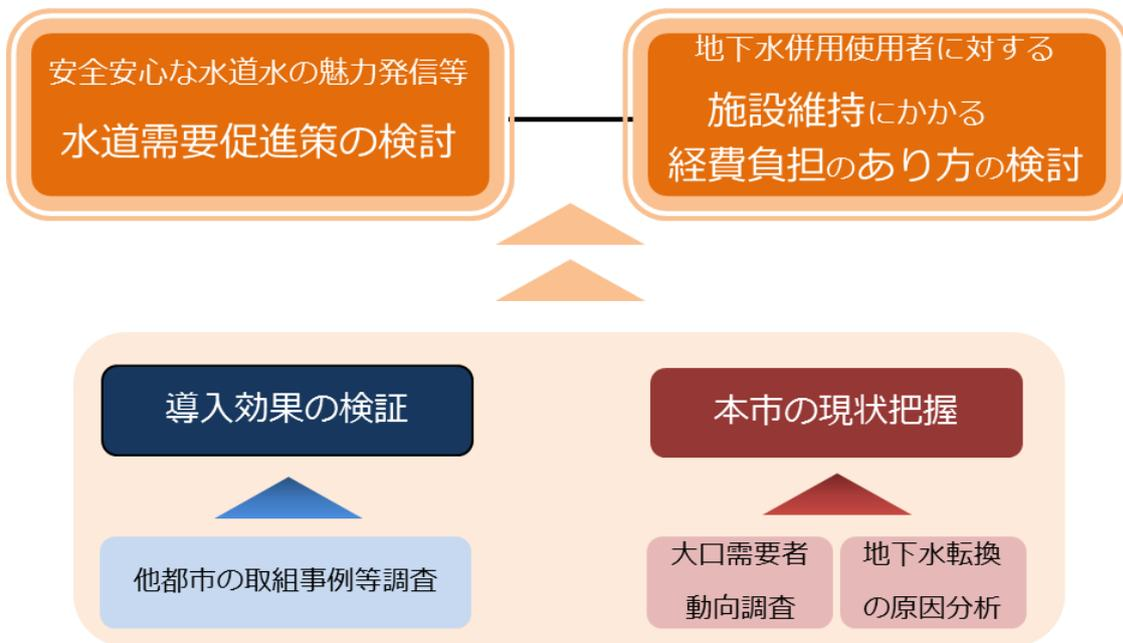 安全安心な水道水の魅力発信等
水道需要促進策の検討
地下水併用使用者に対する
施設維持にかかる
経費負担のあり方の検討
導入効果の検証
本市の現状把握
他都市の取組事例等調査
大口需要者
動向調査
地下水転換
の原因分析